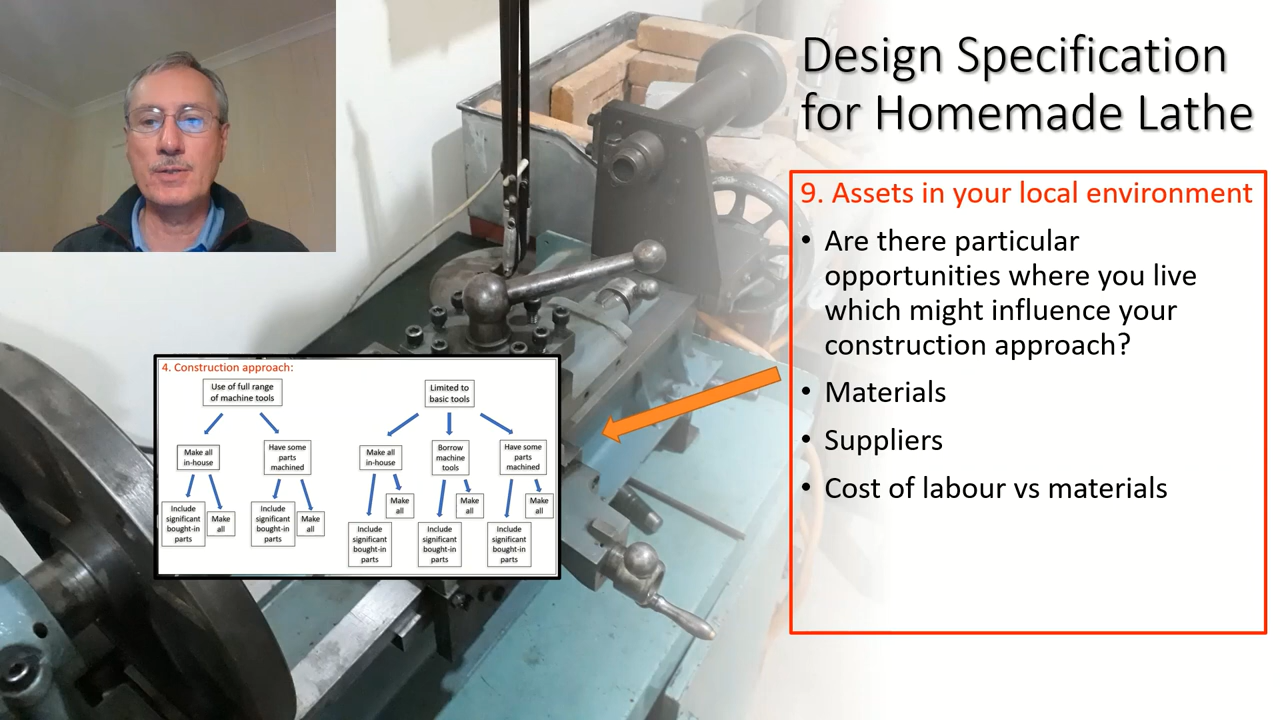 Design Specification
for Homemade Lathe
9. Assets in your local environment
• Are there particular
opportunities where you live
which might influence your
construction approach?
• Materials
• Suppliers
• Cost of labour vs materials
4. Construction approach:
Use of full range
of machine tools
Limited to
basic tools
Make all
in-house
Have some
parts
machined
Make all
in-house
Borrow
machine
tools
Have some
parts
machined
Include
significant
bought-in
parts
Make
all
Include
significant
bought-in
parts
Make
all
Make
all
Make
all
Make
all
Include
significant
bought-in
parts
Include
significant
bought-in
parts
Include
significant
bought-in
parts